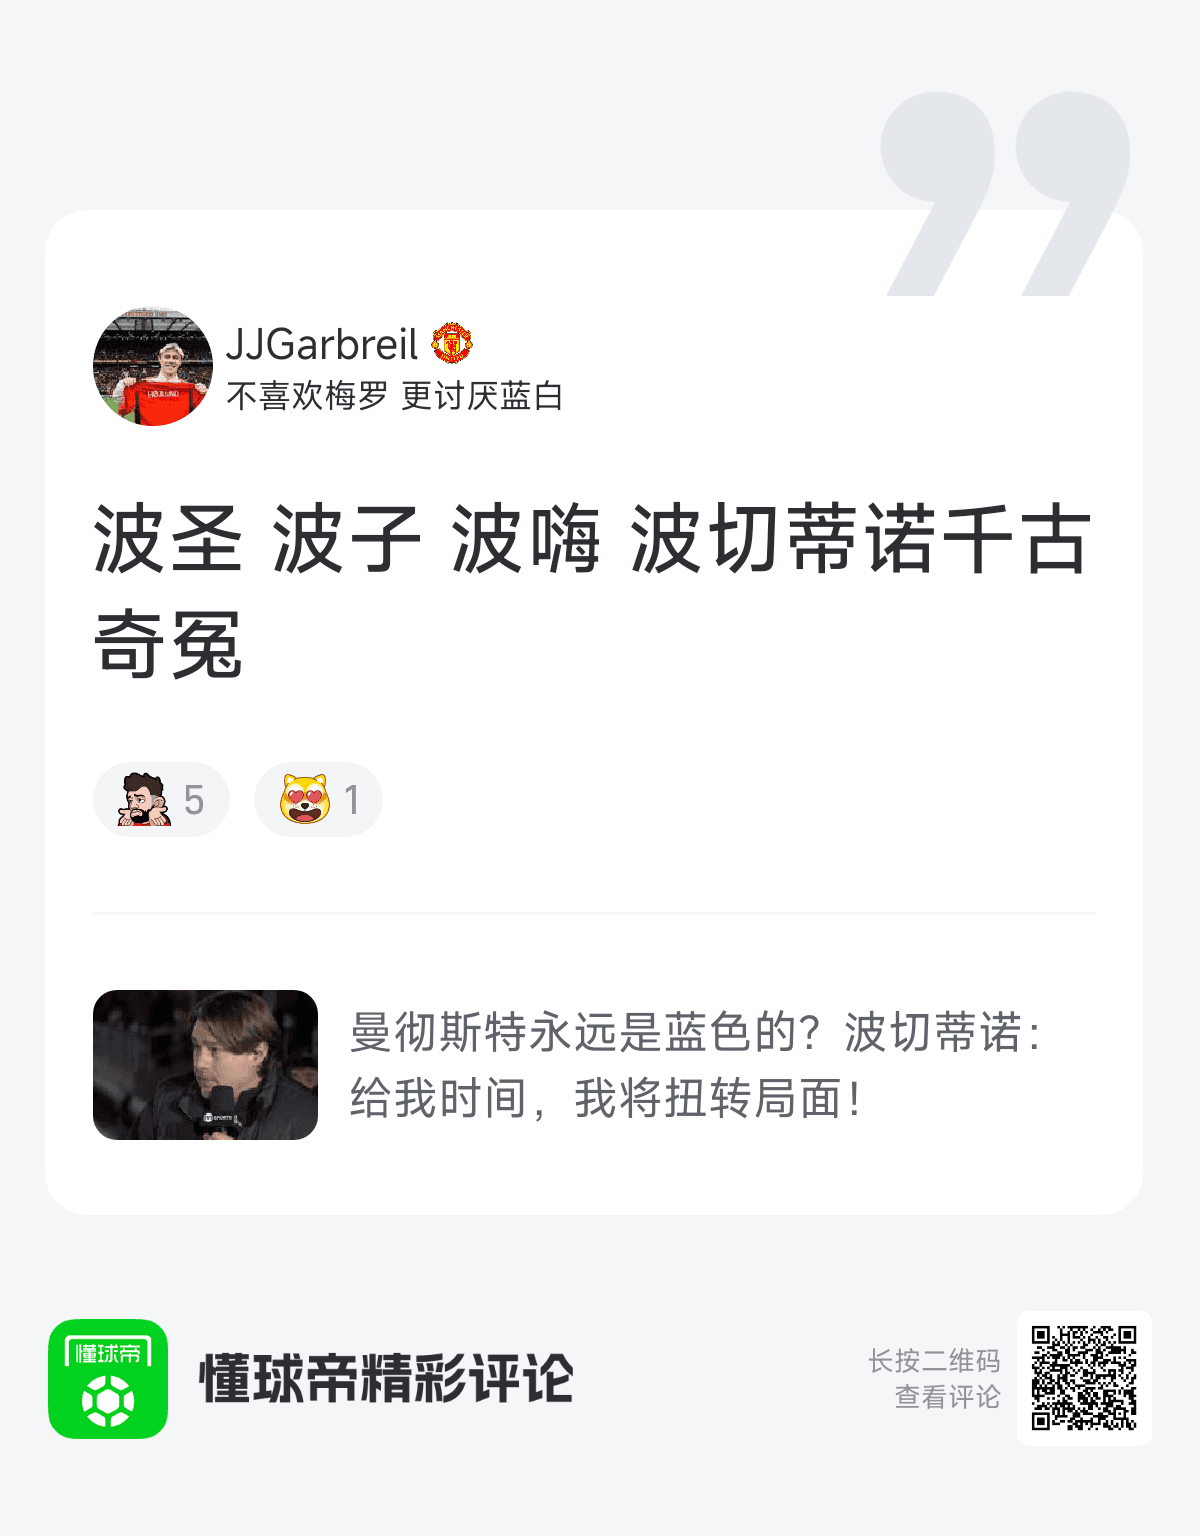 JJGarbreil
不喜欢梅罗 更讨厌蓝白
波圣 波子 波嗨 波切蒂诺千古
奇冤
5
1
曼彻斯特永远是蓝色的？波切蒂诺：
给我时间，我将扭转局面！
懂球帝
懂球帝精彩评论
长按二维码
查看评论